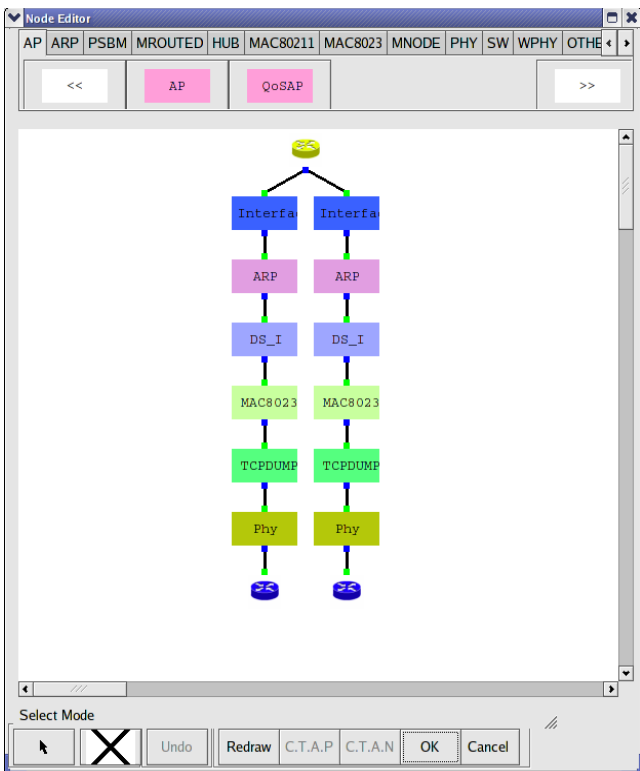 Node Editor
AP ARP PSBM MROUTED HUB MAC80211 MAC8023 MNODE PHY SW WPHY OTHE
<< AP QoSAP >>
Interfa Interfa
ARP ARP
DS_I DS_I
MAC8023 MAC8023
TCPDUMP TCPDUMP
Phy Phy
Select Mode
Undo Redraw C.T.A.P C.T.A.N OK Cancel